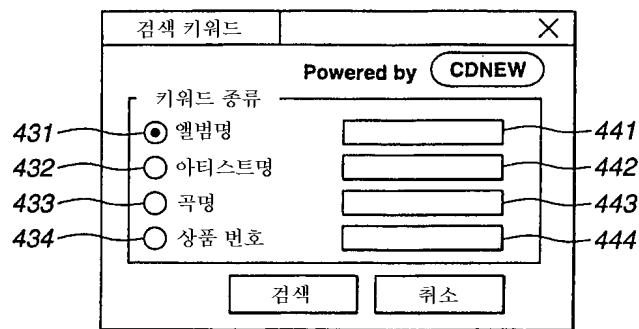 검색 키워드
Powered by CDNEW
키워드 종류
431 앨범명 441
432 아티스트명 442
433 곡명 443
434 상품 번호 444
검색 취소